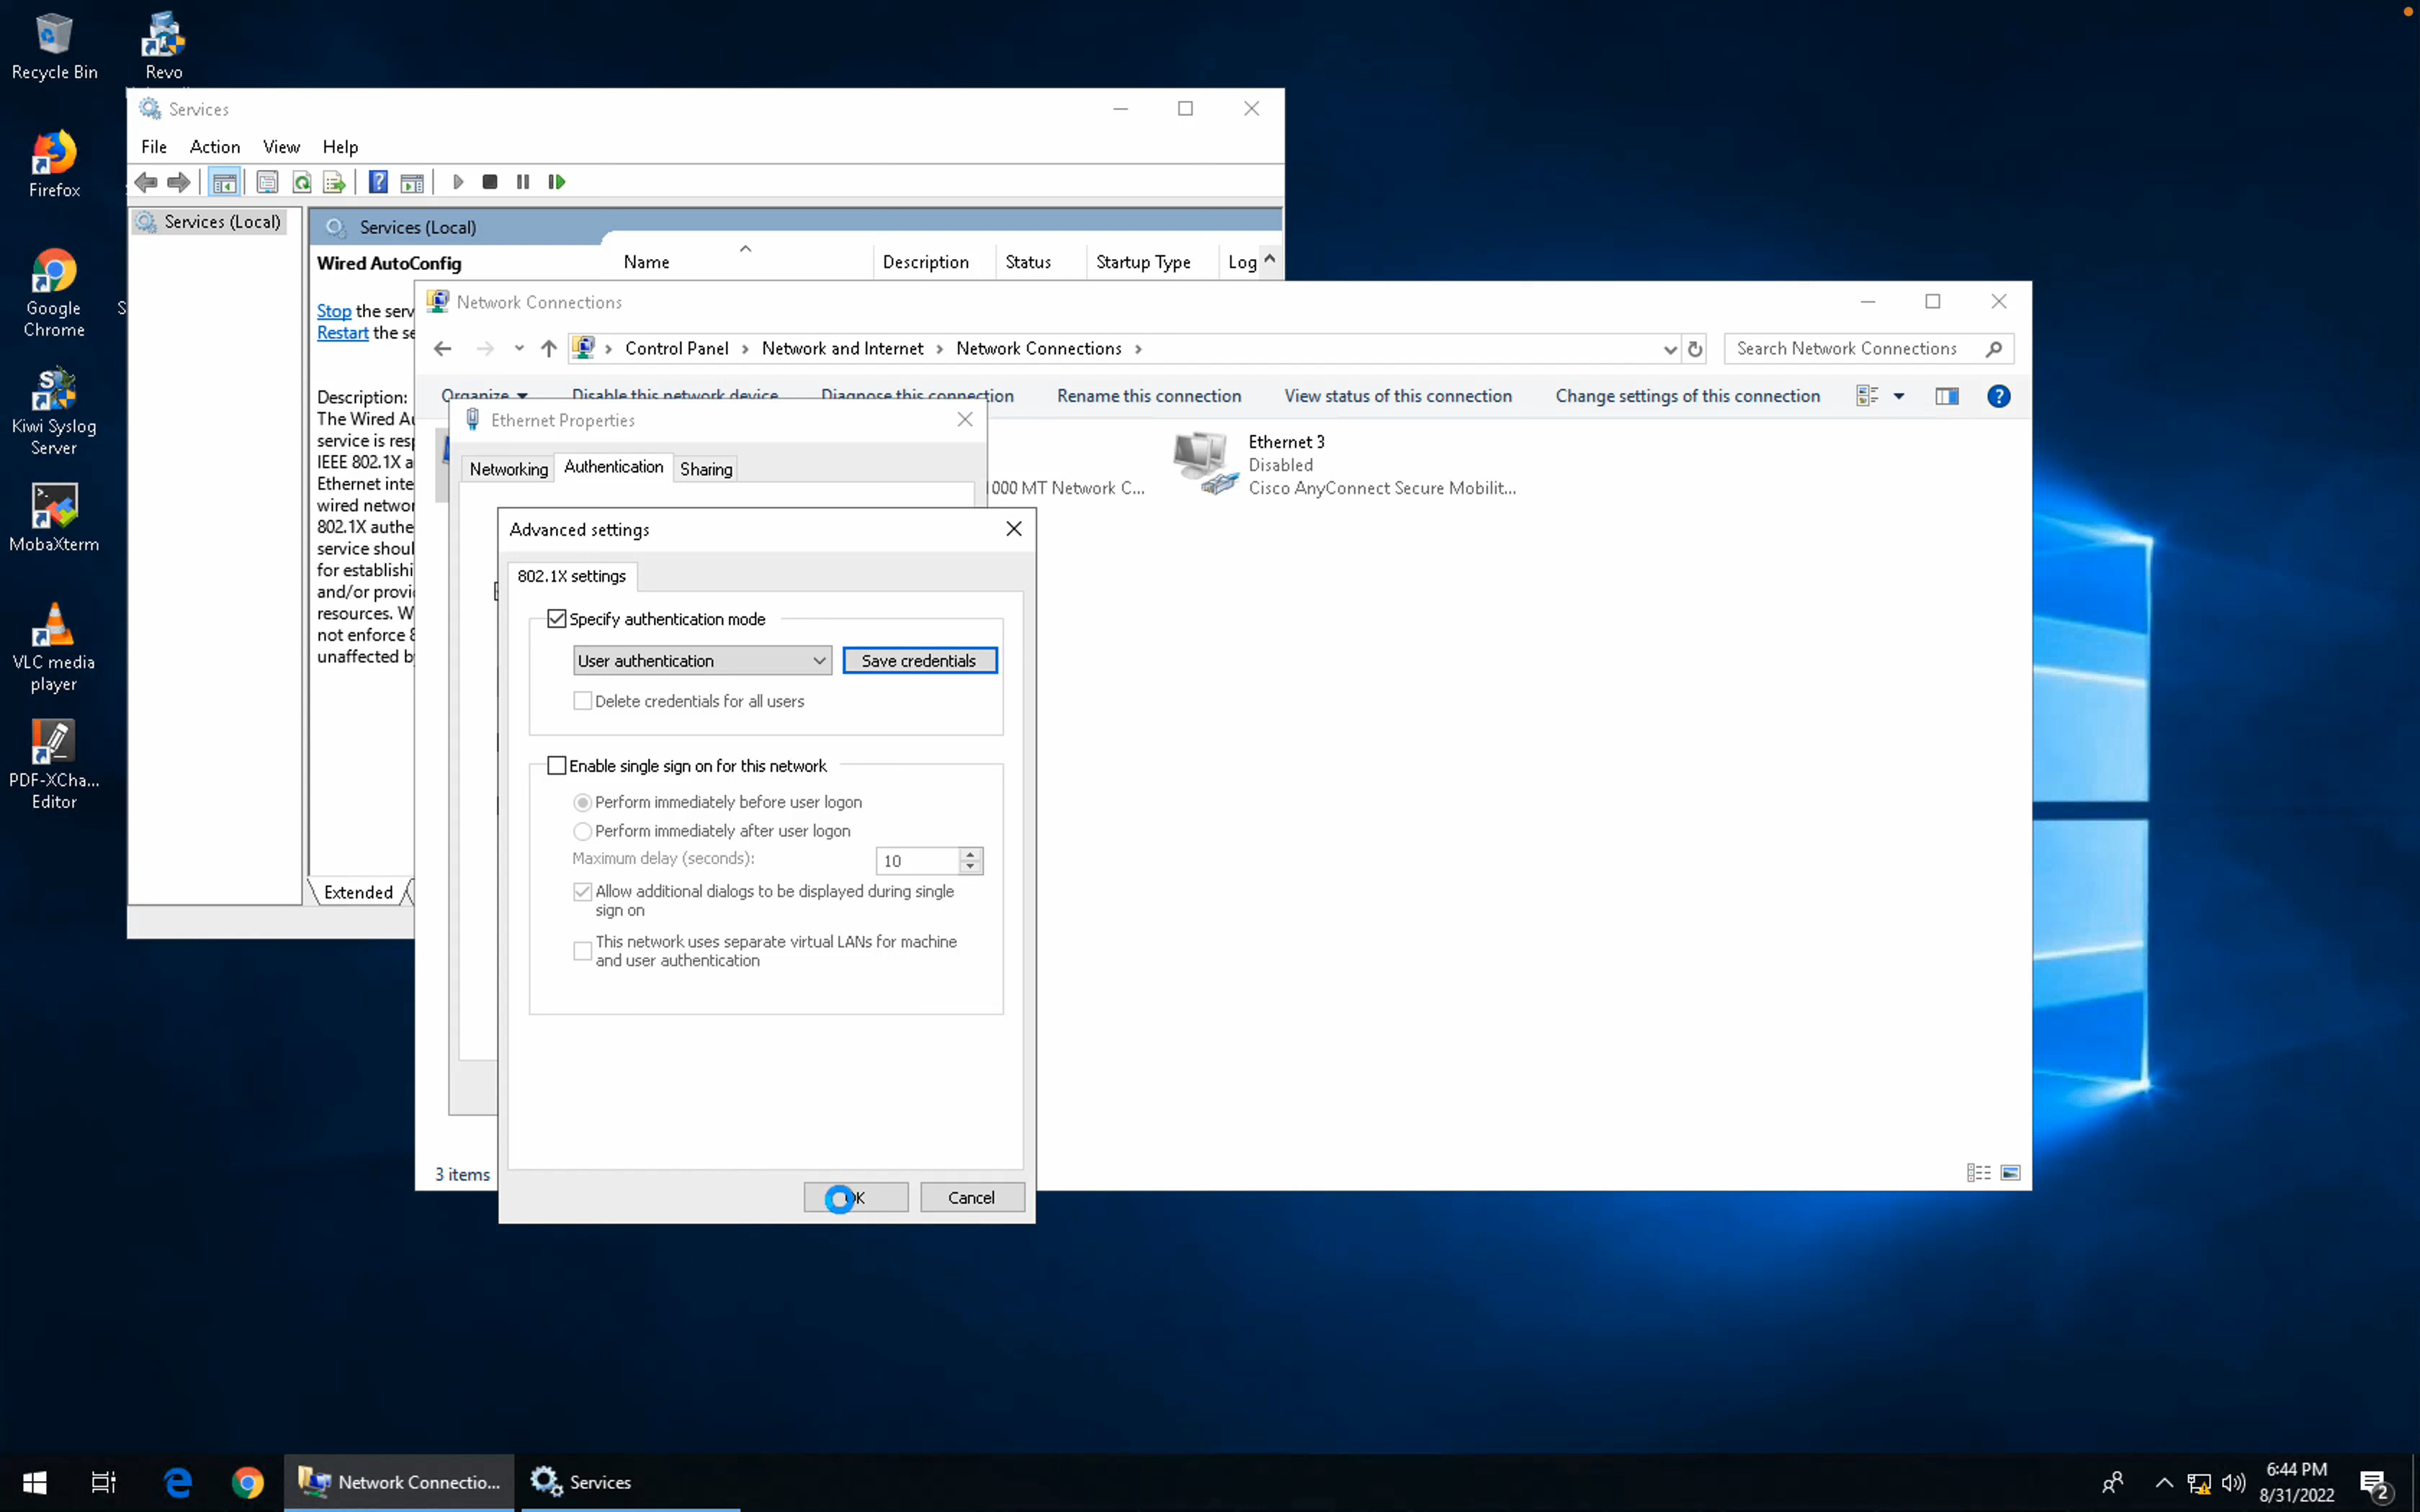 Recycle Bin
Revo
Firefox
Google
Chrome
S
Kiwi Syslog
Server
MobaXterm
VLC media
player
PDF-XCha...
Editor
Services
File Action View Help
Services (Local)
Services (Local)
Wired AutoConfig
Name Description Status Startup Type Log
Stop the serv
Restart the se
Description:
The Wired Au
service is resp
IEEE 802.1X a
Ethernet inte
wired networ
802.1X authe
service shoul
for establishi
and/or provi
resources. W
not enforce 8
unaffected by
Extended
Network Connections
Control Panel > Network and Internet > Network Connections >
Search Network Connections
Organize Disable this network device Diagnose this connection Rename this connection View status of this connection Change settings of this connection
Ethernet 3
Disabled
Cisco AnyConnect Secure Mobilit...
000 MT Network C...
3 items
Ethernet Properties
Networking Authentication Sharing
Advanced settings
802.1X settings
Specify authentication mode
User authentication Save credentials
Delete credentials for all users
Enable single sign on for this network
Perform immediately before user logon
Perform immediately after user logon
Maximum delay (seconds): 10
Allow additional dialogs to be displayed during single
sign on
This network uses separate virtual LANs for machine
and user authentication
OK Cancel
Network Connectio...
Services
6:44 PM
8/31/2022
2